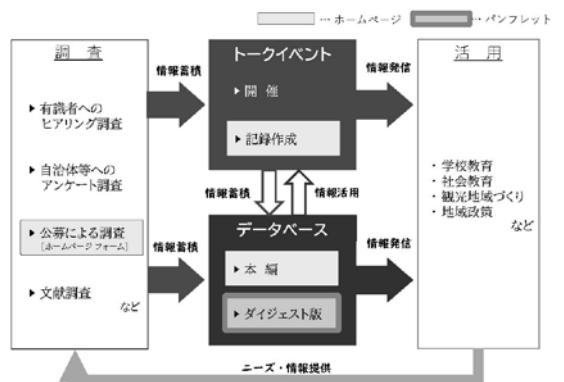 … ホームページ
… パンフレット
調 査
▶ 有識者への
ヒアリング調査
▶ 自治体等への
アンケート調査
▶ 公募による調査
［ホームページ フォーム］
▶ 文献調査
など
情報蓄積
情報蓄積
トークイベント
▶ 開 催
▶ 記録作成
情報蓄積
情報活用
データベース
▶ 本 編
▶ ダイジェスト版
情報発信
情報発信
活 用
・ 学校教育
・ 社会教育
・ 観光地域づくり
・ 地域政策
など
ニーズ・情報提供